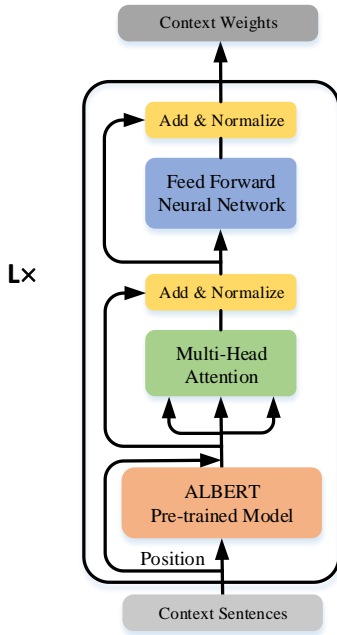 Context Weights
Add & Normalize
Feed Forward
Neural Network
L×
Add & Normalize
Multi-Head
Attention
ALBERT
Pre-trained Model
Position
Context Sentences